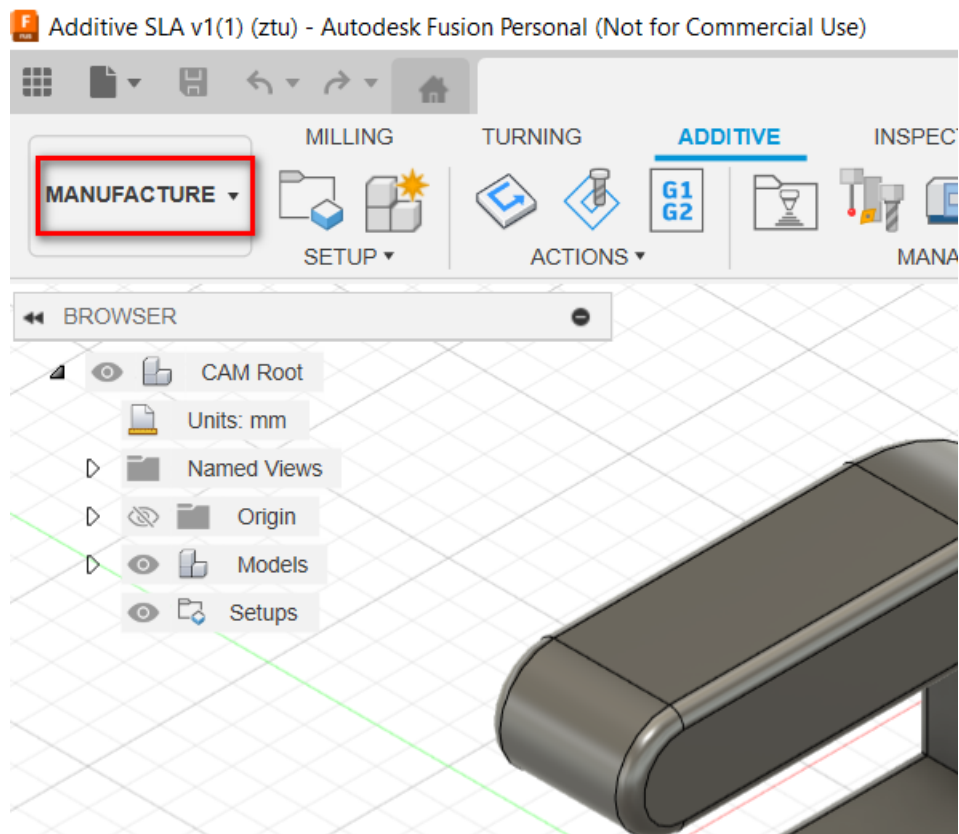 Additive SLA v1(1) (ztu) - Autodesk Fusion Personal (Not for Commercial Use)
MILLING TURNING ADDITIVE INSPECT
MANUFACTURE
G1
G2
SETUP ACTIONS MANA
BROWSER
CAM Root
Units: mm
Named Views
Origin
Models
Setups